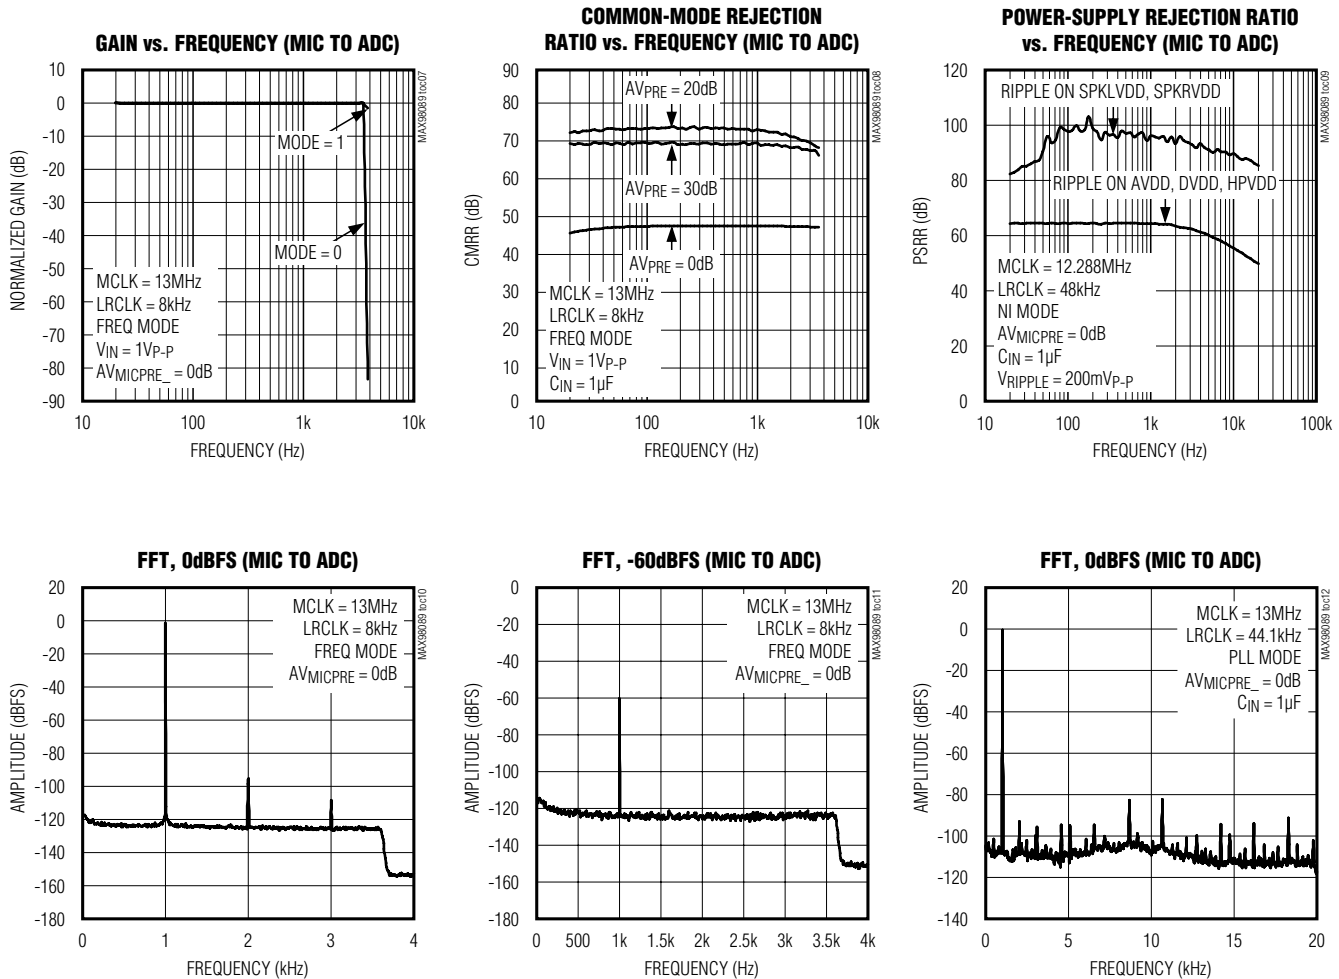 GAIN vs. FREQUENCY (MIC TO ADC)
MAX98089 toc07
NORMALIZED GAIN (dB)
10
0
-10
-20
-30
-40
-50
-60
-70
-80
-90
MODE = 1
MODE = 0
MCLK = 13MHz
LRCLK = 8kHz
FREQ MODE
VIN = 1VP-P
AVMICPRE_ = 0dB
10
100
1k
10k
FREQUENCY (Hz)
COMMON-MODE REJECTION
RATIO vs. FREQUENCY (MIC TO ADC)
MAX98089 toc08
CMRR (dB)
90
80
70
60
50
40
30
20
10
0
AVPRE = 20dB
AVPRE = 30dB
AVPRE = 0dB
MCLK = 13MHz
LRCLK = 8kHz
FREQ MODE
VIN = 1VP-P
CIN = 1µF
10
100
1k
10k
FREQUENCY (Hz)
POWER-SUPPLY REJECTION RATIO
vs. FREQUENCY (MIC TO ADC)
MAX98089 toc09
PSRR (dB)
120
100
80
60
40
20
0
RIPPLE ON SPKLVDD, SPKRVDD
RIPPLE ON AVDD, DVDD, HPVDD
MCLK = 12.288MHz
LRCLK = 48kHz
NI MODE
AVMICPRE = 0dB
CIN = 1µF
VRIPPLE = 200mVP-P
10
100
1k
10k
100k
FREQUENCY (Hz)
FFT, 0dBFS (MIC TO ADC)
MAX98089 toc10
AMPLITUDE (dBFS)
20
0
-20
-40
-60
-80
-100
-120
-140
-160
-180
MCLK = 13MHz
LRCLK = 8kHz
FREQ MODE
AVMICPRE = 0dB
0
1
2
3
4
FREQUENCY (kHz)
FFT, -60dBFS (MIC TO ADC)
MAX98089 toc11
AMPLITUDE (dBFS)
0
-20
-40
-60
-80
-100
-120
-140
-160
-180
MCLK = 13MHz
LRCLK = 8kHz
FREQ MODE
AVMICPRE_ = 0dB
0
500
1k
1.5k
2k
2.5k
3k
3.5k
4k
FREQUENCY (Hz)
FFT, 0dBFS (MIC TO ADC)
MAX98089 toc12
AMPLITUDE (dBFS)
20
0
-20
-40
-60
-80
-100
-120
-140
MCLK = 13MHz
LRCLK = 44.1kHz
PLL MODE
AVMICPRE_ = 0dB
CIN = 1µF
0
5
10
15
20
FREQUENCY (kHz)